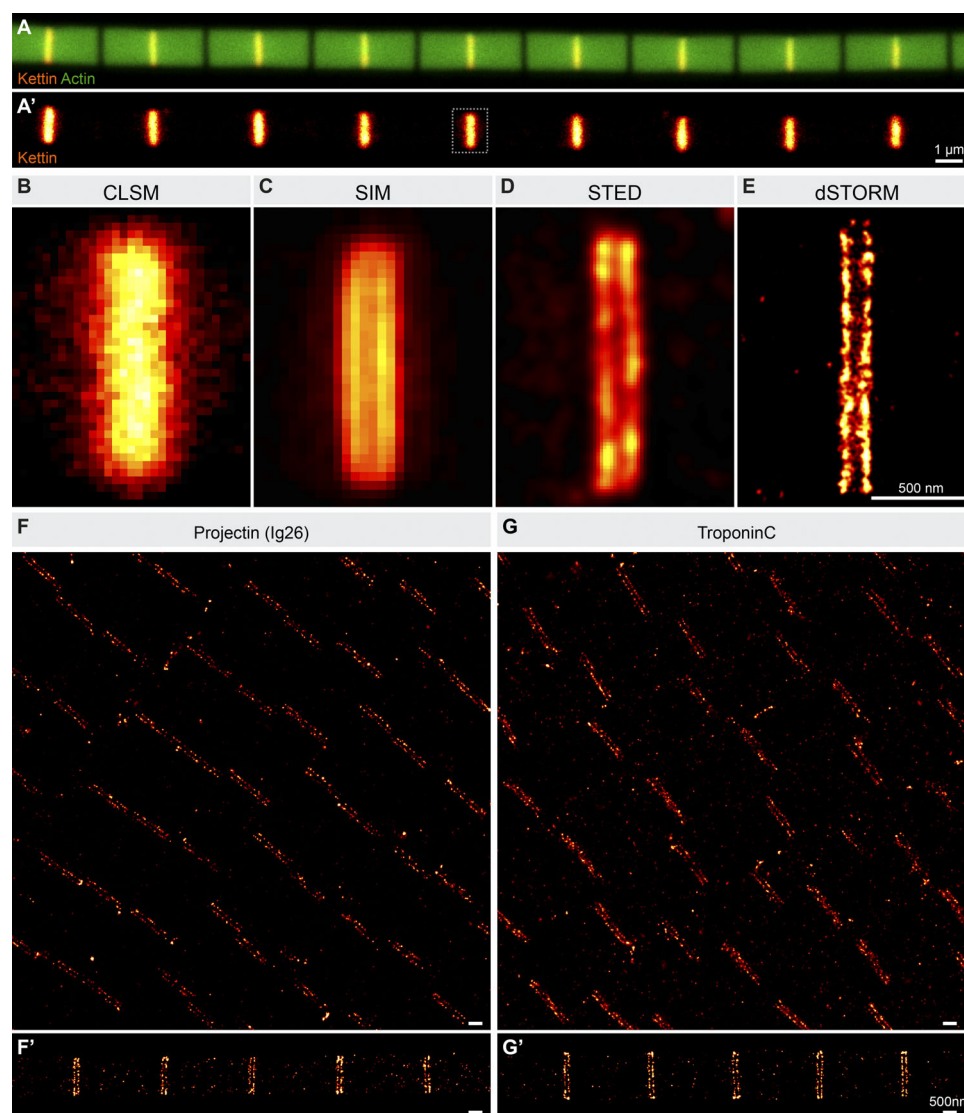 A
Kettin Actin
A'
Kettin
1 µm
B CLSM C SIM D STED E dSTORM
500 nm
F Projectin (Ig26) G TroponinC
F' G'
500nm